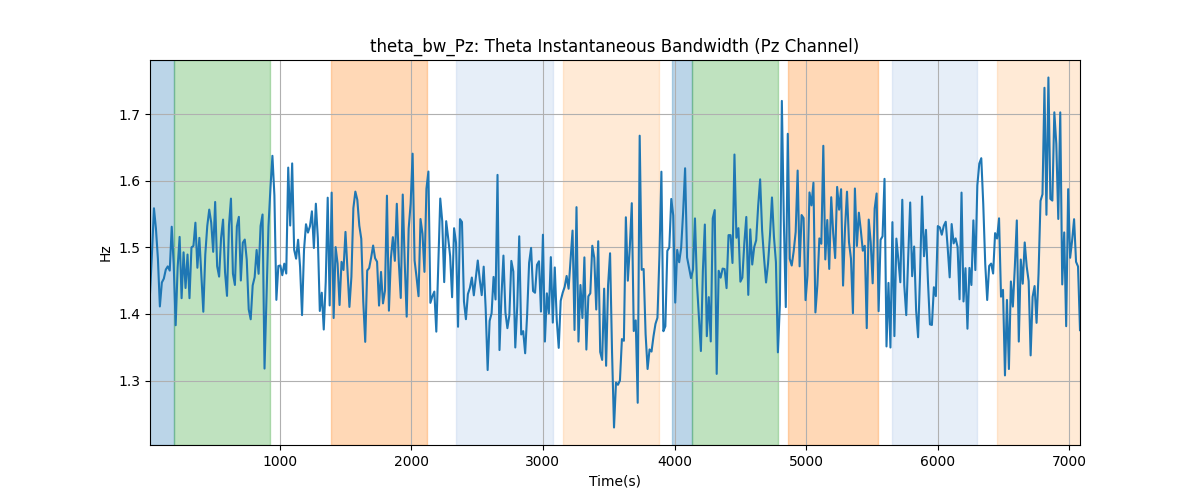 theta_bw_Pz: Theta Instantaneous Bandwidth (Pz Channel)
Hz
1.7
1.6
1.5
1.4
1.3
1000 2000 3000 4000 5000 6000 7000
Time(s)